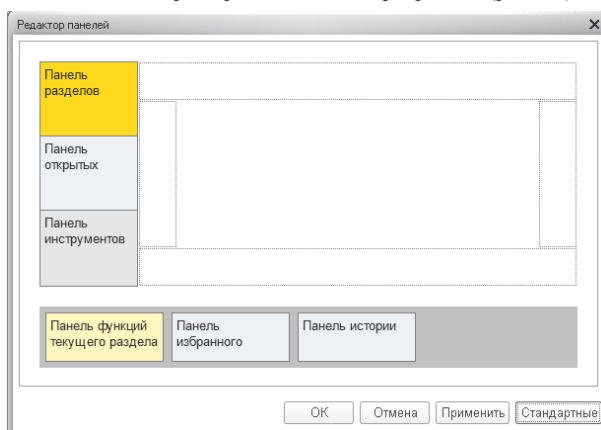 Редактор панелей
Панель
разделов
Панель
открытых
Панель
инструментов
Панель функций
текущего раздела
Панель
избранного
Панель истории
ОК
Отмена
Применить
Стандартные